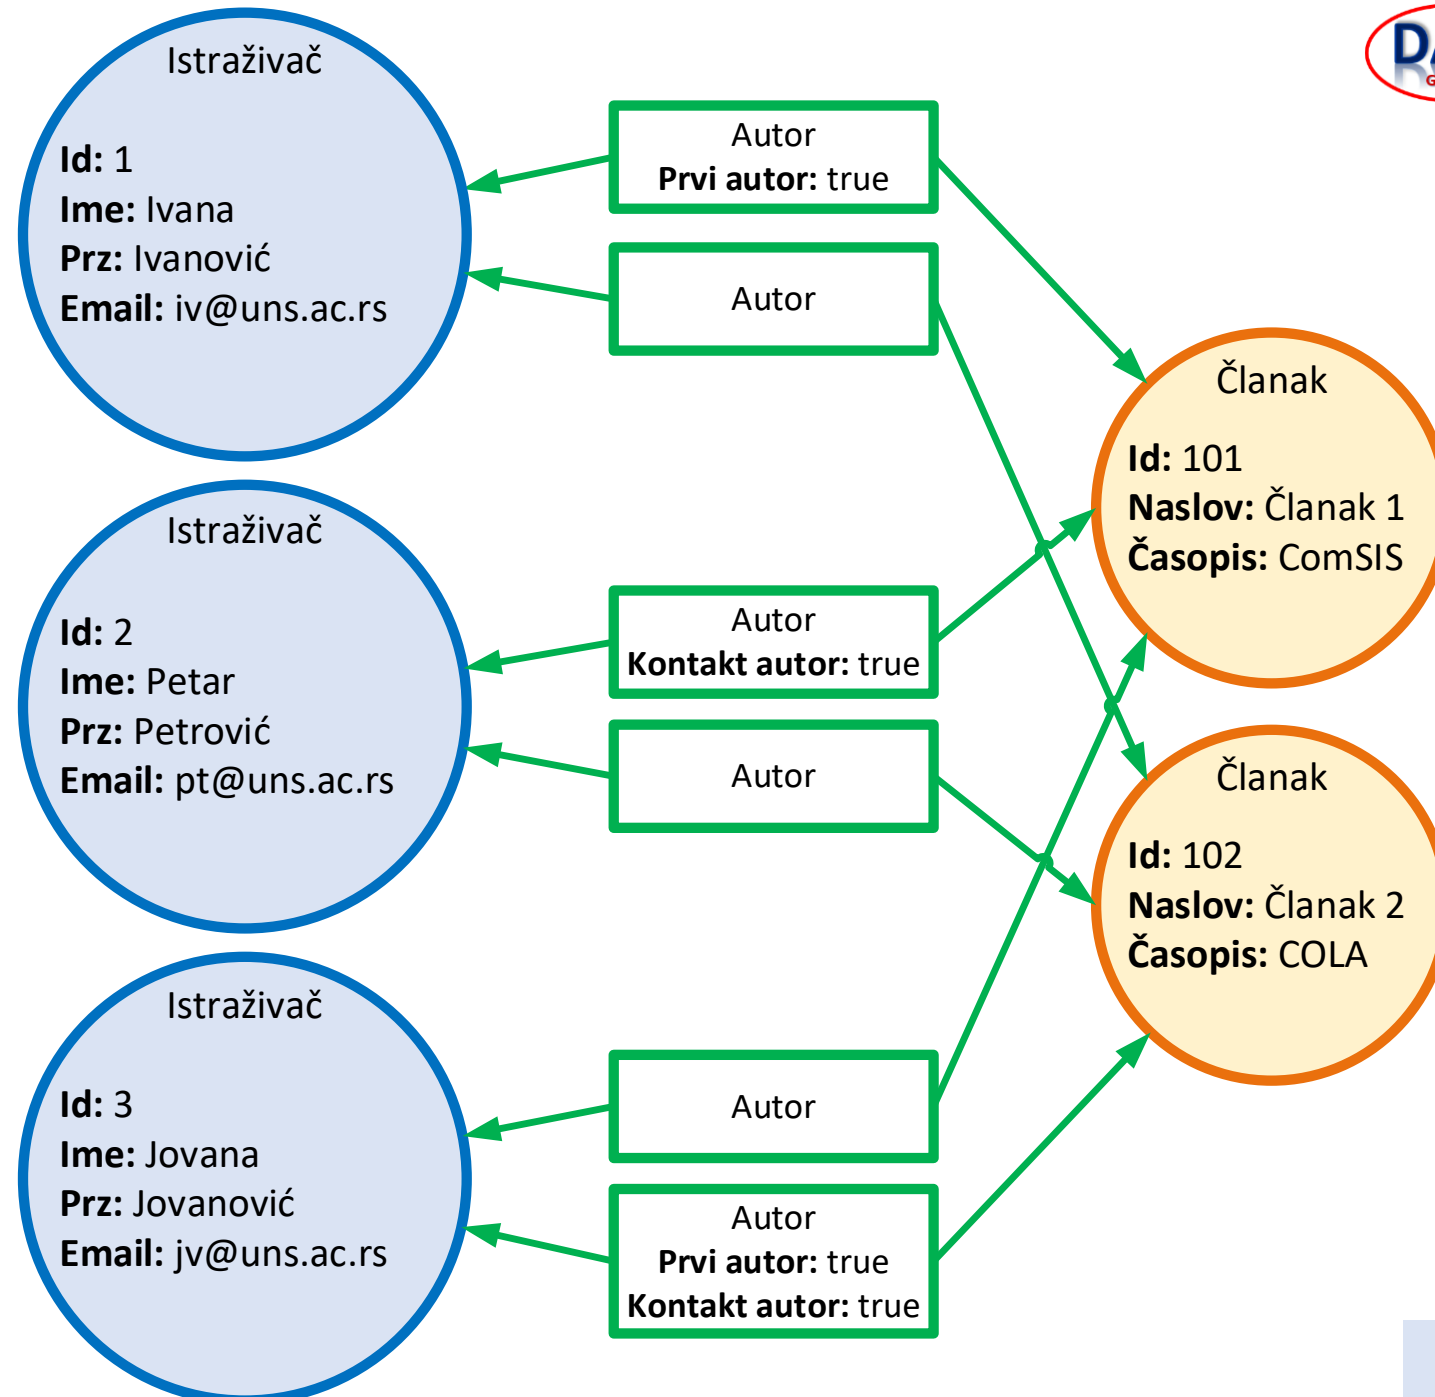 Istraživač
Id: 1
Ime: Ivana
Prz: Ivanović
Email: iv@uns.ac.rs
Autor
Prvi autor: true
Autor
Istraživač
Id: 2
Ime: Petar
Prz: Petrović
Email: pt@uns.ac.rs
Autor
Kontakt autor: true
Autor
Istraživač
Id: 3
Ime: Jovana
Prz: Jovanović
Email: jv@uns.ac.rs
Autor
Autor
Prvi autor: true
Kontakt autor: true
Članak
Id: 101
Naslov: Članak 1
Časopis: ComSIS
Članak
Id: 102
Naslov: Članak 2
Časopis: COLA